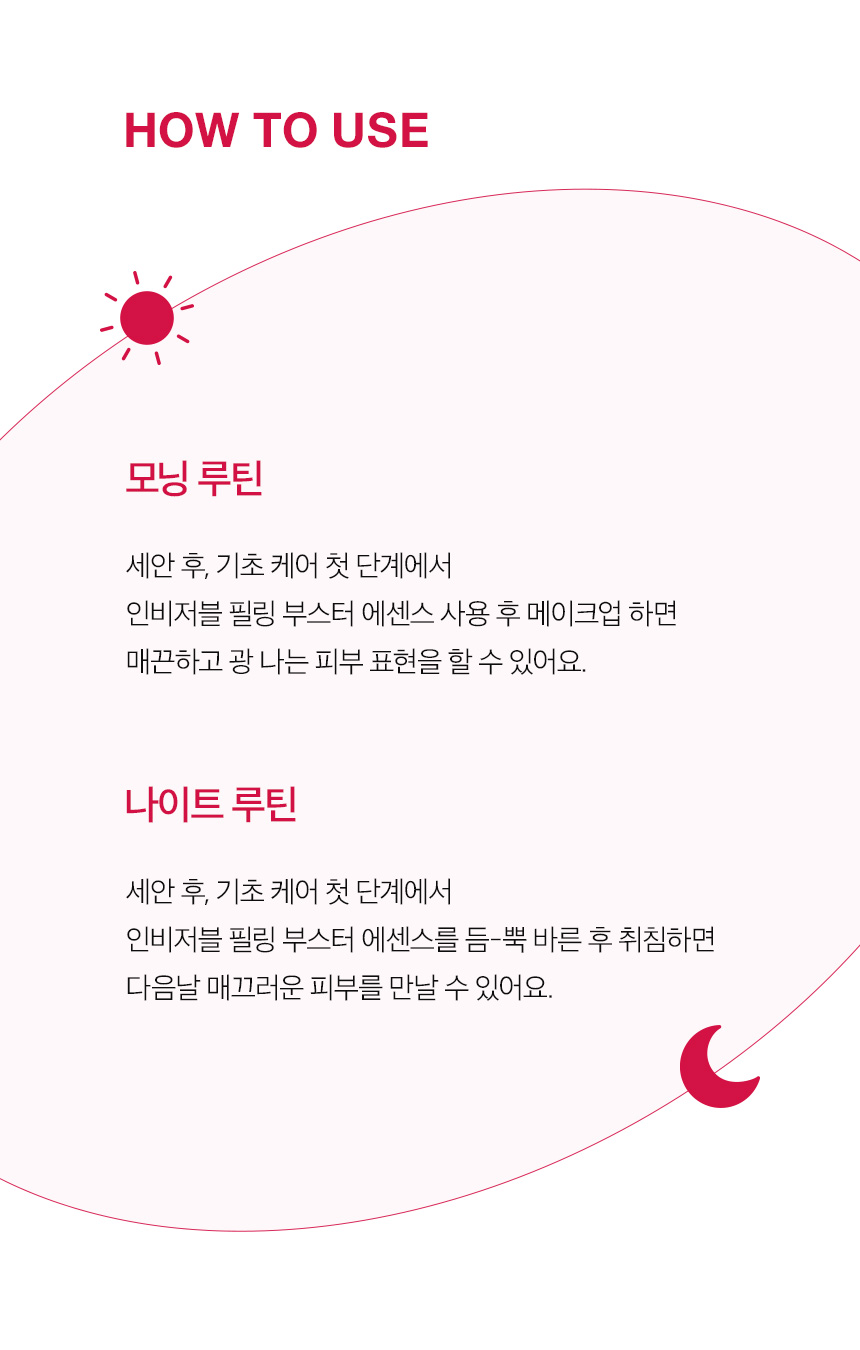 HOW TO USE
모닝 루틴
세안 후, 기초 케어 첫 단계에서
인비저블 필링 부스터 에센스 사용 후 메이크업 하면
매끈하고 광 나는 피부 표현을 할 수 있어요.
나이트 루틴
세안 후, 기초 케어 첫 단계에서
인비저블 필링 부스터 에센스를 듬-뿍 바른 후 취침하면
다음날 매끄러운 피부를 만날 수 있어요.